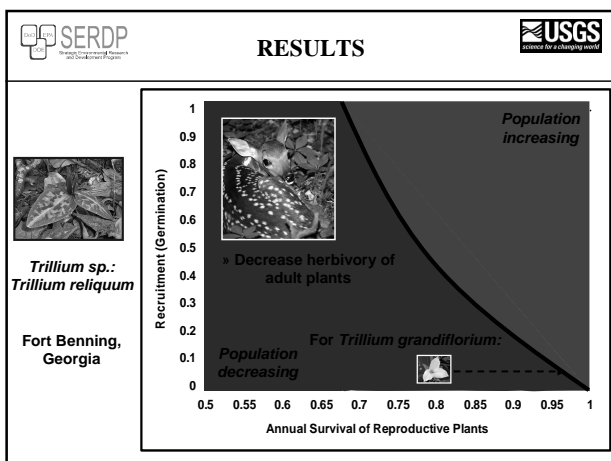 DoD EPA
DOE
SERDP
Strategic Environmental Research
and Development Program
RESULTS
USGS
science for a changing world
Trillium sp.:
Trillium reliquum
Fort Benning,
Georgia
Recruitment (Germination)
1
0.9
0.8
0.7
0.6
0.5
0.4
0.3
0.2
0.1
0
Population
increasing
» Decrease herbivory of
adult plants
For Trillium grandiflorium:
Population
decreasing
0.5 0.55 0.6 0.65 0.7 0.75 0.8 0.85 0.9 0.95 1
Annual Survival of Reproductive Plants